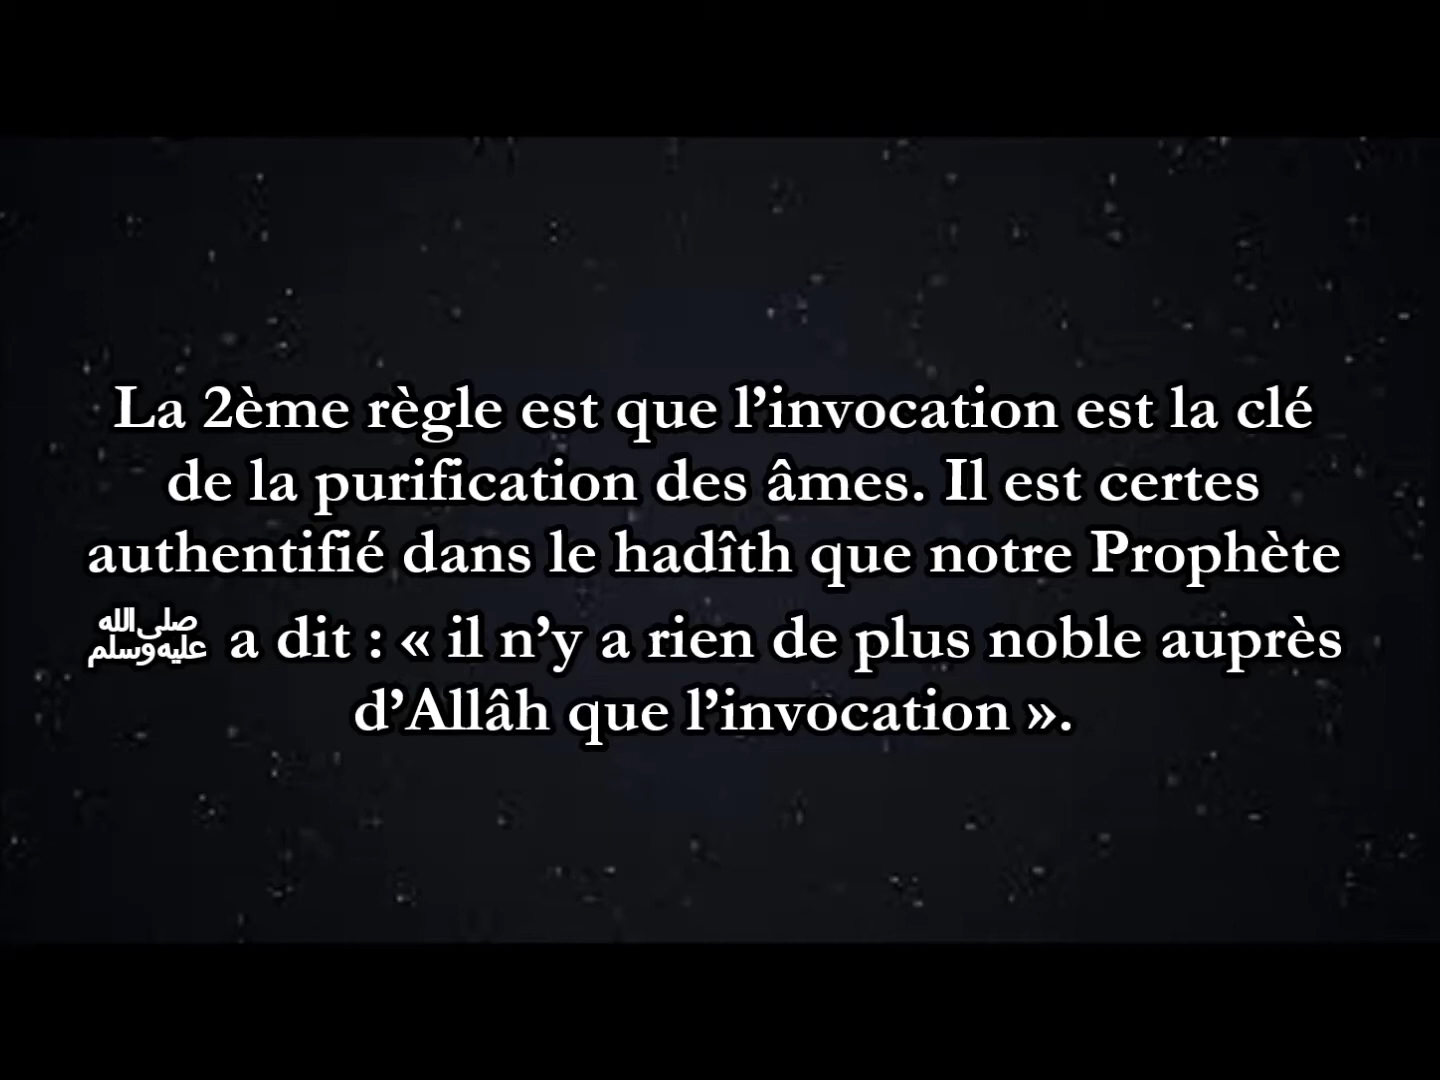 La 2ème règle est que l’invocation est la clé
de la purification des âmes. Il est certes
authentifié dans le hadîth que notre Prophète
ﷺ a dit : « il n’y a rien de plus noble auprès
d’Allâh que l’invocation ».